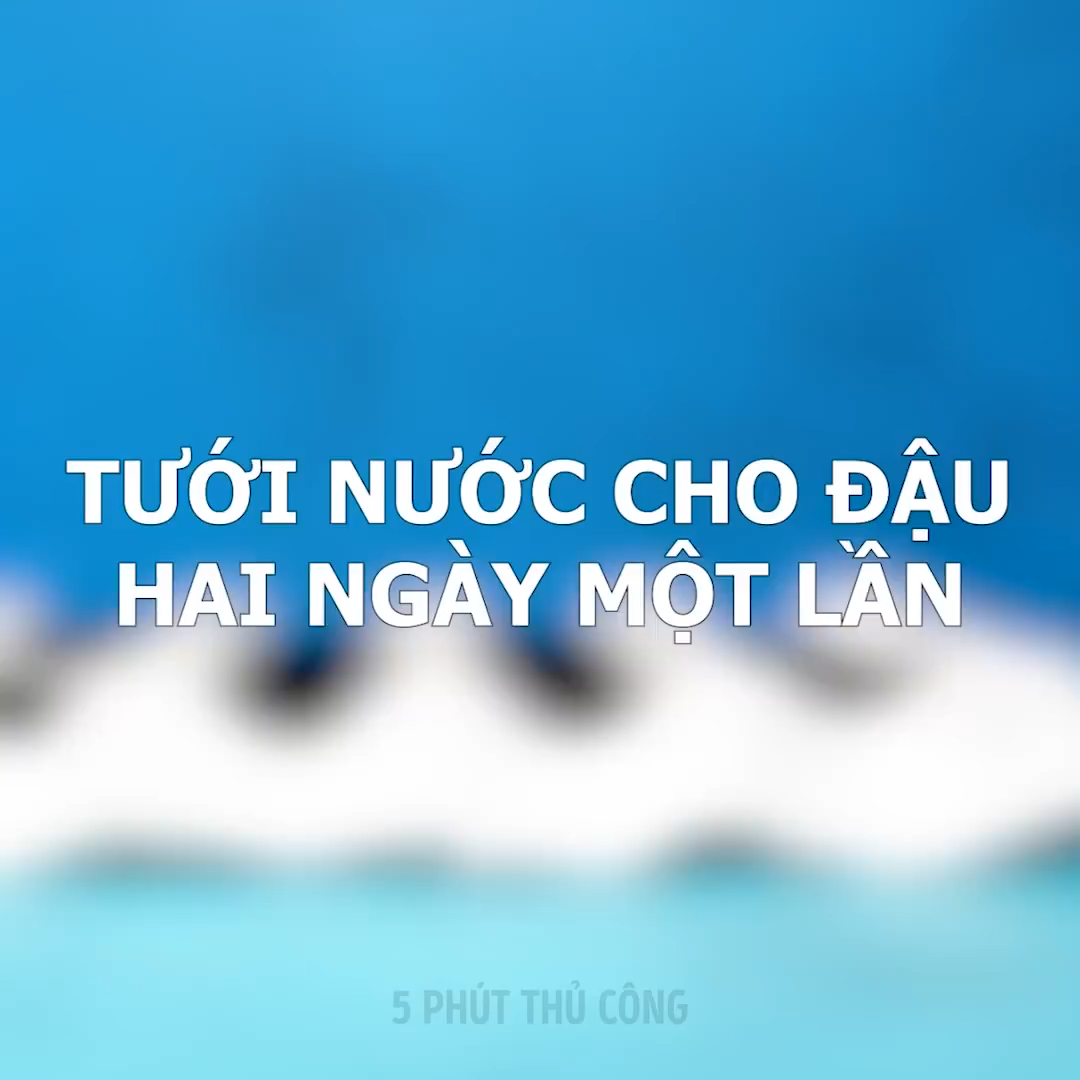 TƯỚI NƯỚC CHO ĐẬU
HAI NGÀY MỘT LẦN
5 PHÚT THỦ CÔNG